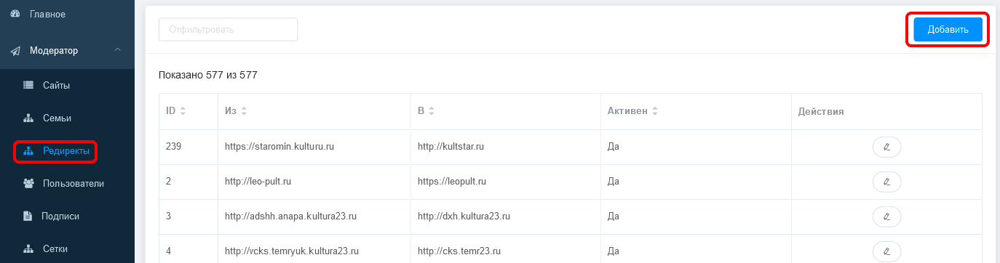 Главное
Модератор
Сайты
Семьи
Редиректы
Пользователи
Подписи
Сетки
Отфильтровать
Добавить
Показано 577 из 577
ID Из В Активен Действия
239 https://staromin.kulturu.ru http://kultstar.ru Да
2 http://leo-pult.ru https://leopult.ru Да
3 http://adshh.anapa.kultura23.ru http://dxh.kultura23.ru Да
4 http://vcks.temryuk.kultura23.ru http://cks.temr23.ru Да